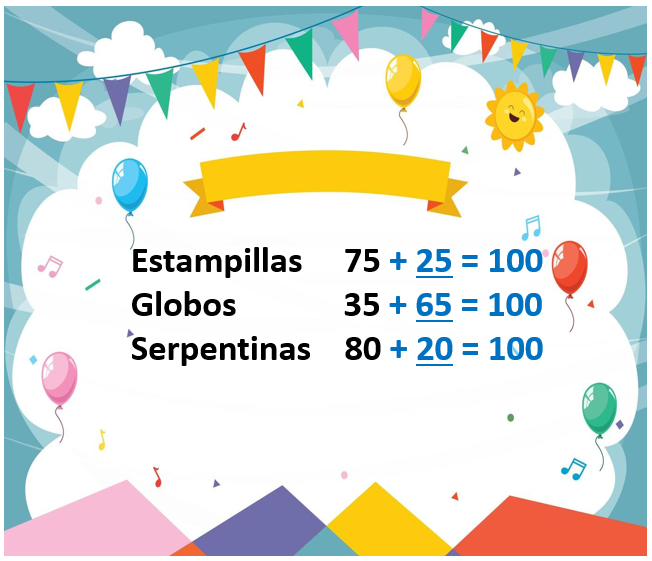 Estampillas 75 + 25 = 100
Globos 35 + 65 = 100
Serpentinas 80 + 20 = 100